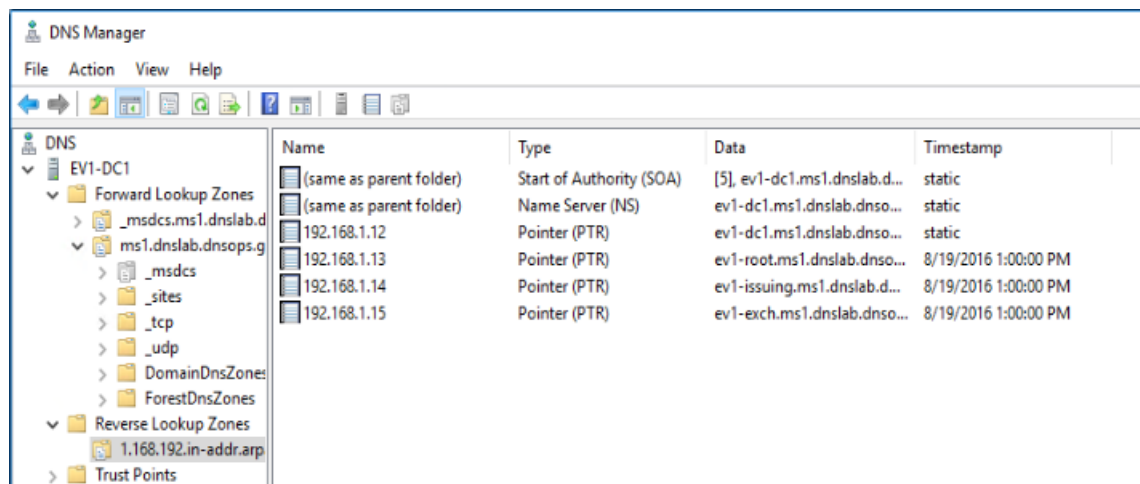 DNS Manager
File Action View Help
DNS
EV1-DC1
Forward Lookup Zones
_msdcs.ms1.dnslab.d
ms1.dnslab.dnsops.g
_msdcs
_sites
_tcp
_udp
DomainDnsZones
ForestDnsZones
Reverse Lookup Zones
1.168.192.in-addr.arp
Trust Points
Name Type Data Timestamp
(same as parent folder) Start of Authority (SOA) [5], ev1-dc1.ms1.dnslab.d... static
(same as parent folder) Name Server (NS) ev1-dc1.ms1.dnslab.dnso... static
192.168.1.12 Pointer (PTR) ev1-dc1.ms1.dnslab.dnso... static
192.168.1.13 Pointer (PTR) ev1-root.ms1.dnslab.dnso... 8/19/2016 1:00:00 PM
192.168.1.14 Pointer (PTR) ev1-issuing.ms1.dnslab.d... 8/19/2016 1:00:00 PM
192.168.1.15 Pointer (PTR) ev1-exch.ms1.dnslab.dnso... 8/19/2016 1:00:00 PM